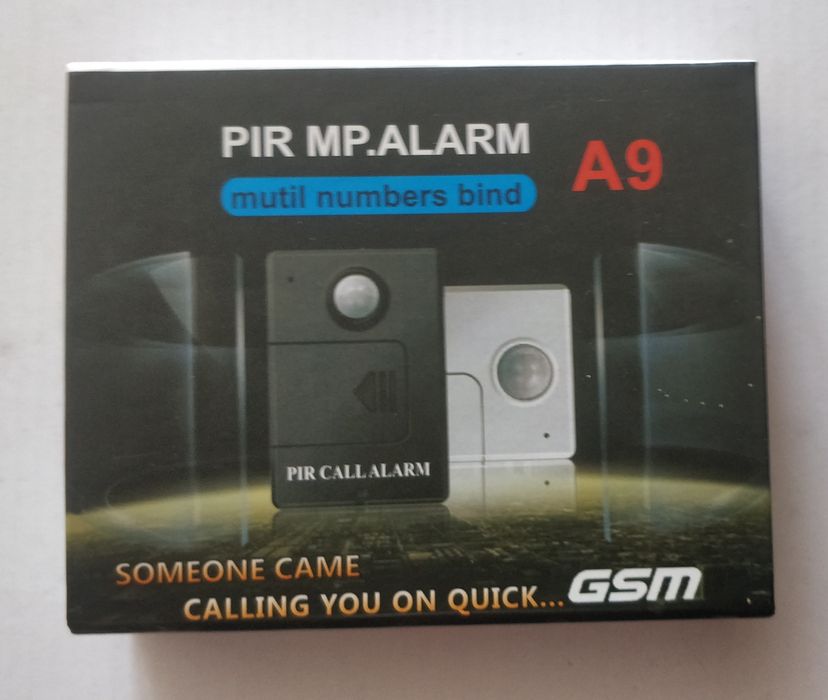 PIR MP.ALARM
A9
mutil numbers bind
PIR CALL ALARM
SOMEONE CAME
CALLING YOU ON QUICK...
GSM